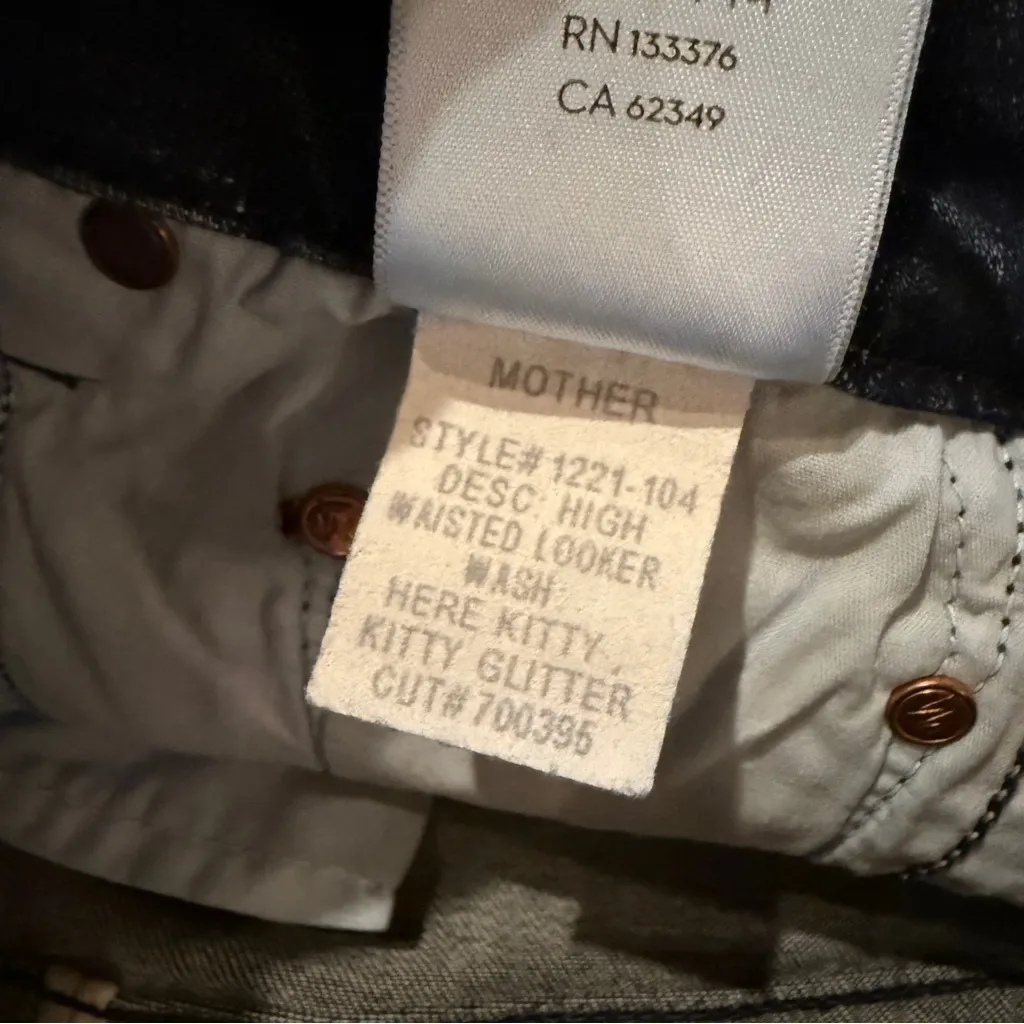 RN 133376
CA 62349
MOTHER
STYLE# 1221-104
DESC HIGH
WAISTED LOOKER
WASH
HERE KITTY,
KITTY GLITTER
CUT# 700395